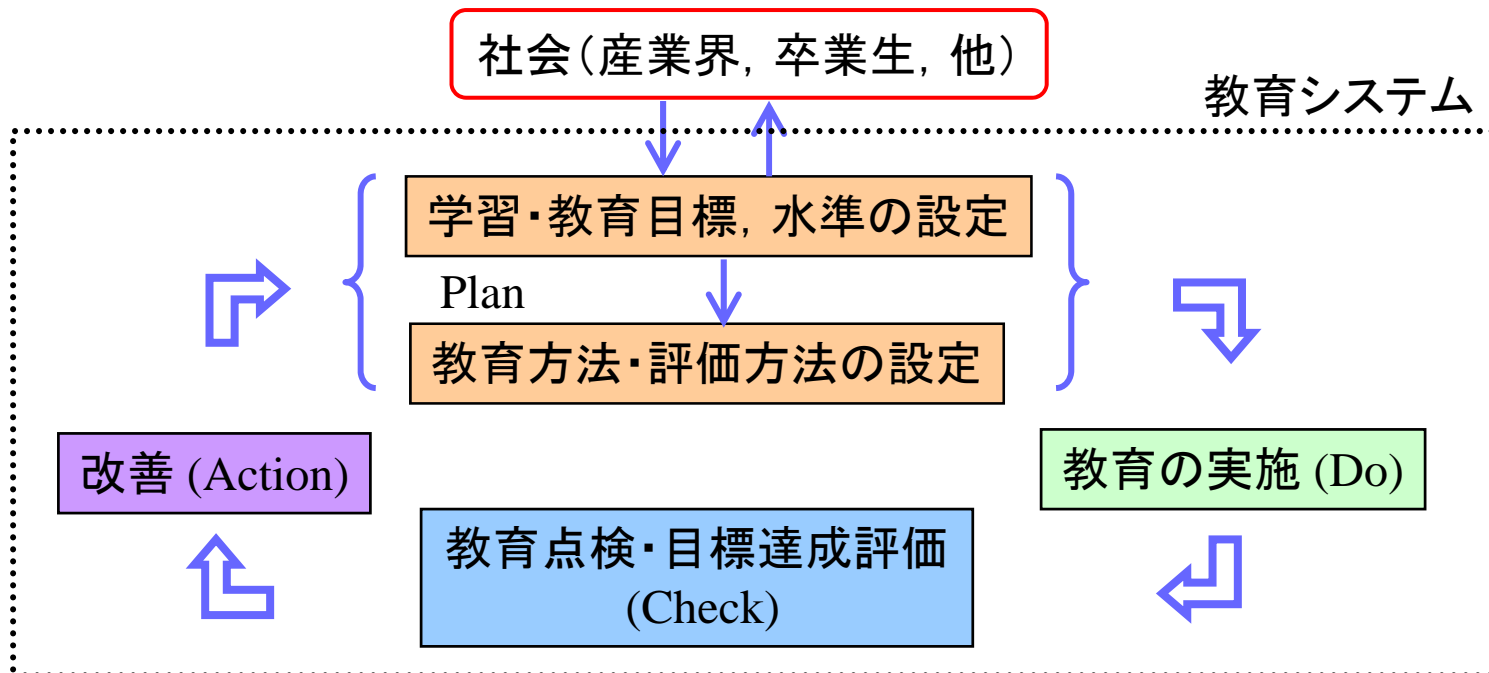 社会(産業界, 卒業生, 他)
教育システム
学習・教育目標, 水準の設定
Plan
教育方法・評価方法の設定
改善 (Action)
教育の実施 (Do)
教育点検・目標達成評価
(Check)